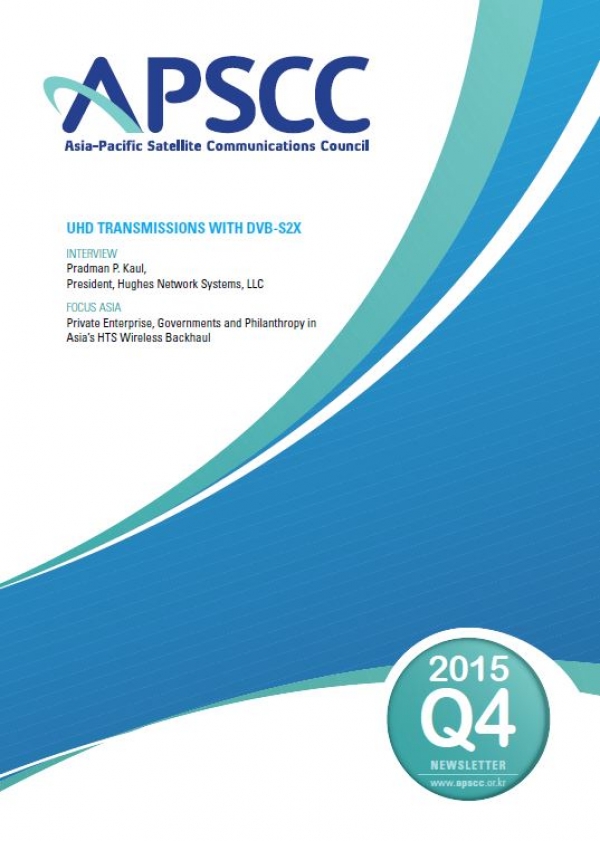 APSCC
Asia-Pacific Satellite Communications Council
UHD TRANSMISSIONS WITH DVB-S2X
INTERVIEW
Pradman P. Kaul,
President, Hughes Network Systems, LLC
FOCUS ASIA
Private Enterprise, Governments and Philanthropy in
Asia's HTS Wireless Backhaul
2015
Q4
NEWSLETTER
www.apscc.or.kr